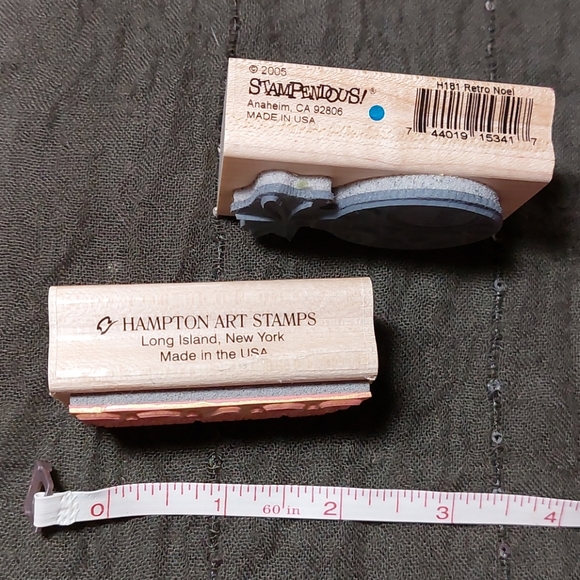 © 2005
STAMPENDOUS!®
Anaheim, CA 92806
MADE IN USA
H181 Retro Noel
7 44019 15341 7
HAMPTON ART STAMPS
Long Island, New York
Made in the USA
0 1 60 in 2 3 4